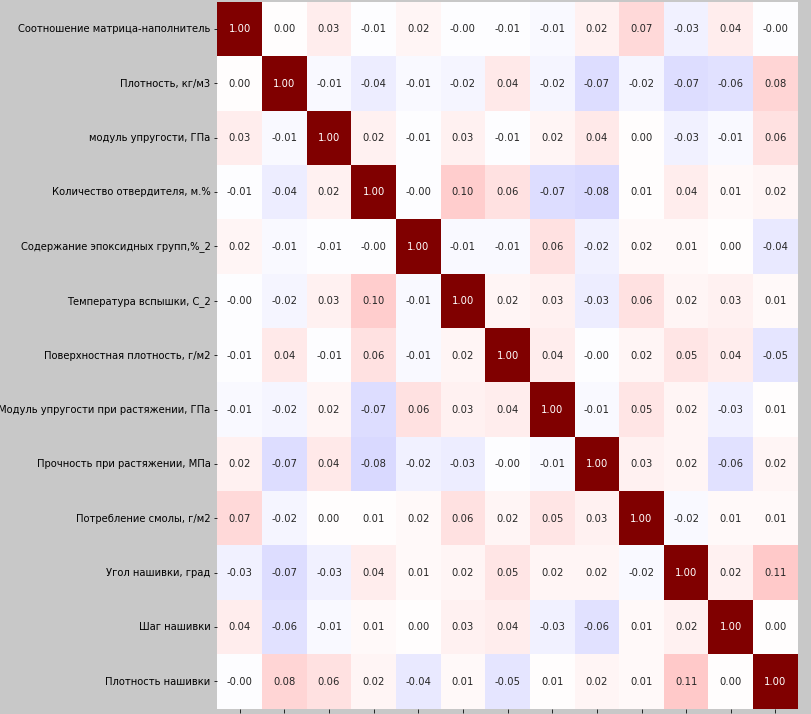 Соотношение матрица-наполнитель 1.00 0.00 0.03 -0.01 0.02 -0.00 -0.01 -0.01 0.02 0.07 -0.03 0.04 -0.00
Плотность, кг/м3 0.00 1.00 -0.01 -0.04 -0.01 -0.02 0.04 -0.02 -0.07 -0.02 -0.07 -0.06 0.08
модуль упругости, ГПа 0.03 -0.01 1.00 0.02 -0.01 0.03 -0.01 0.02 0.04 0.00 -0.03 -0.01 0.06
Количество отвердителя, м.% -0.01 -0.04 0.02 1.00 -0.00 0.10 0.06 -0.07 -0.08 0.01 0.04 0.01 0.02
Содержание эпоксидных групп,%_2 0.02 -0.01 -0.01 -0.00 1.00 -0.01 -0.01 0.06 -0.02 0.02 0.01 0.00 -0.04
Температура вспышки, С_2 -0.00 -0.02 0.03 0.10 -0.01 1.00 0.02 0.03 -0.03 0.06 0.02 0.03 0.01
Поверхностная плотность, г/м2 -0.01 0.04 -0.01 0.06 -0.01 0.02 1.00 0.04 -0.00 0.02 0.05 0.04 -0.05
Модуль упругости при растяжении, ГПа -0.01 -0.02 0.02 -0.07 0.06 0.03 0.04 1.00 -0.01 0.05 0.02 -0.03 0.01
Прочность при растяжении, МПа 0.02 -0.07 0.04 -0.08 -0.02 -0.03 -0.00 -0.01 1.00 0.03 0.02 -0.06 0.02
Потребление смолы, г/м2 0.07 -0.02 0.00 0.01 0.02 0.06 0.02 0.05 0.03 1.00 -0.02 0.01 0.01
Угол нашивки, град -0.03 -0.07 -0.03 0.04 0.01 0.02 0.05 0.02 0.02 -0.02 1.00 0.02 0.11
Шаг нашивки 0.04 -0.06 -0.01 0.01 0.00 0.03 0.04 -0.03 -0.06 0.01 0.02 1.00 0.00
Плотность нашивки -0.00 0.08 0.06 0.02 -0.04 0.01 -0.05 0.01 0.02 0.01 0.11 0.00 1.00